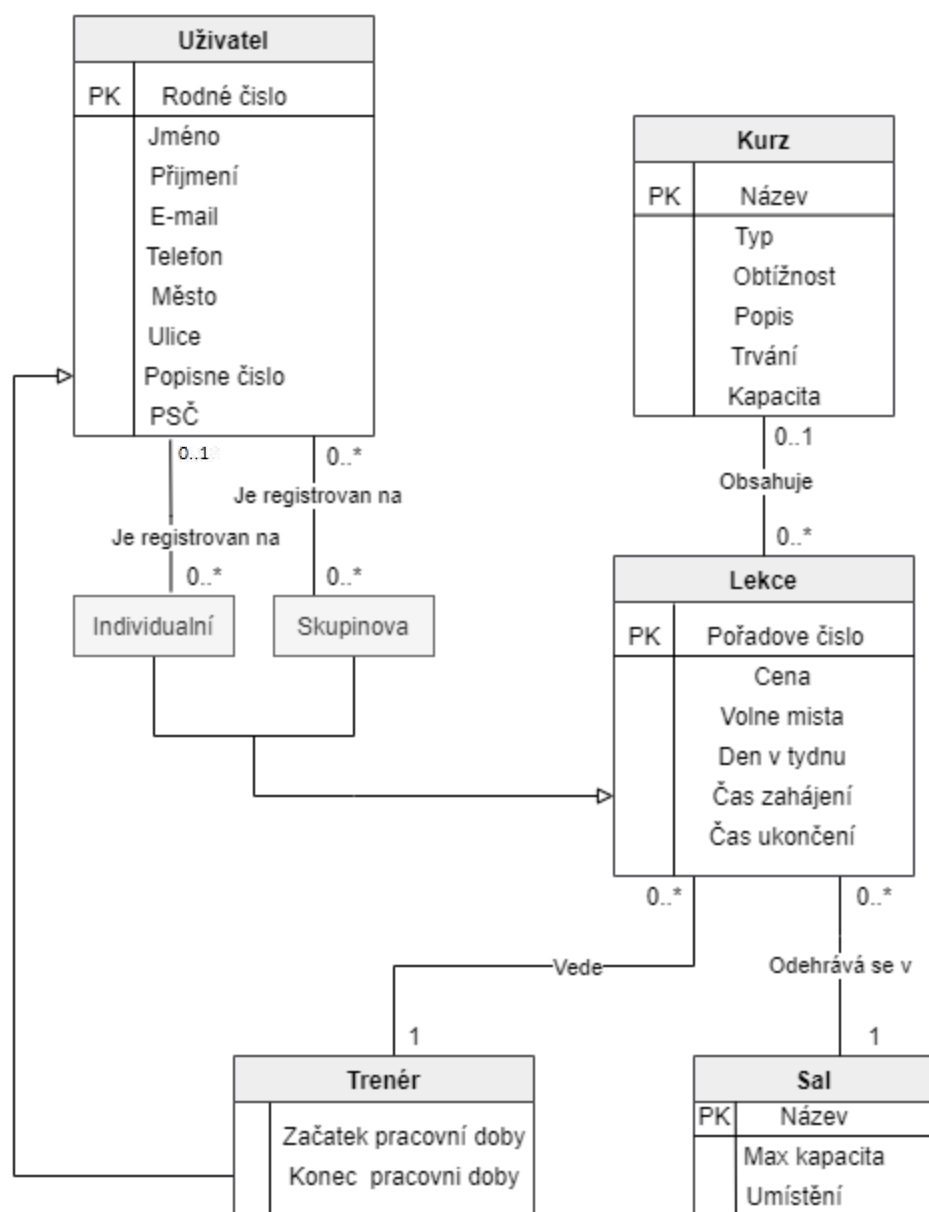 Uživatel
PK Rodné čislo
Jméno
Přijmení
E-mail
Telefon
Město
Ulice
Popisne čislo
PSČ
0..1
0..*
Je registrovan na
Je registrovan na
0..*
0..*
Individualní
Skupinova
Kurz
PK Název
Typ
Obtížnost
Popis
Trvání
Kapacita
0..1
Obsahuje
0..*
Lekce
PK Pořadove čislo
Cena
Volne mista
Den v tydnu
Čas zahájení
Čas ukončení
0..*
0..*
Vede
Odehrává se v
1
1
Trenér
Začatek pracovní doby
Konec pracovni doby
Sal
PK Název
Max kapacita
Umístění